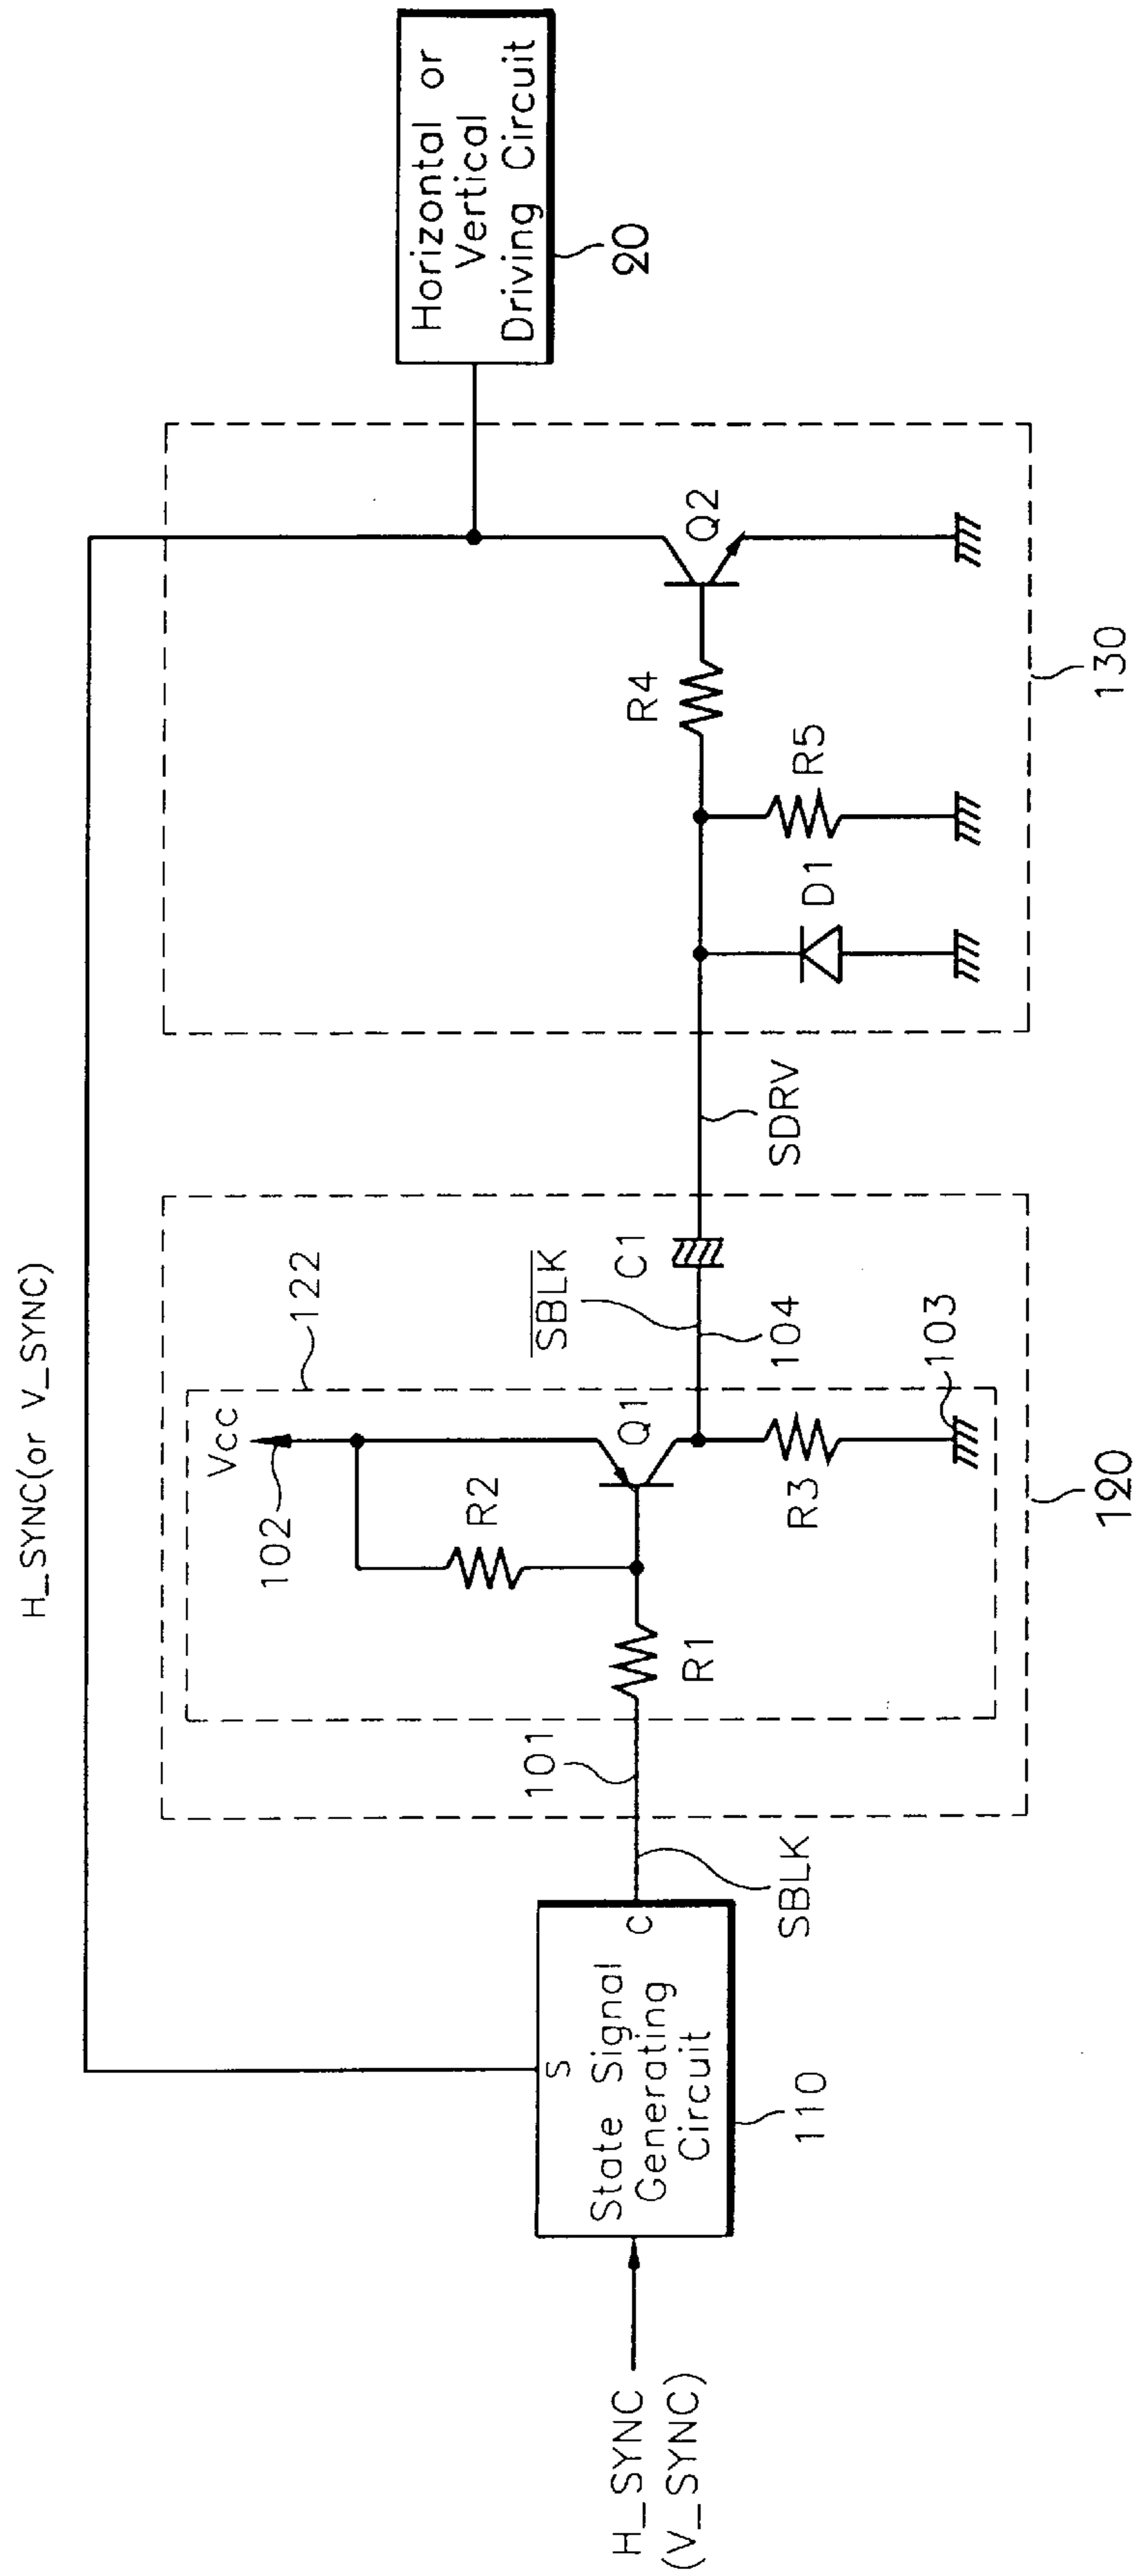 H_SYNC(or V_SYNC)
Horizontal or
Vertical
Driving Circuit
20
122
Vcc
102
R2
Q1
SBLK
C1
104
R3
103
101
R1
SBLK
SDRV
R4
Q2
R5
D1
130
120
S
C
State Signal
Generating
Circuit
110
H_SYNC
(V_SYNC)